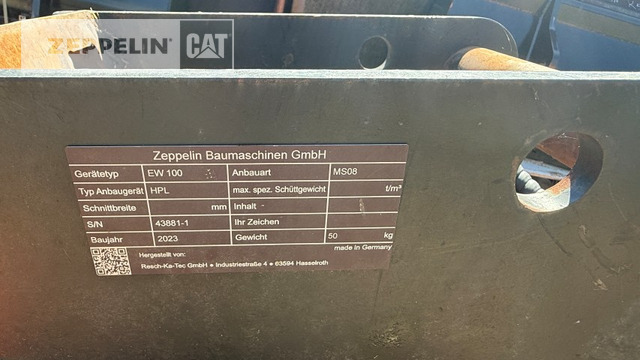 ZEPPELIN CAT
Zeppelin Baumaschinen GmbH
Gerätetyp EW 100 Anbauart MS08
Typ Anbaugerät HPL max. spez. Schüttgewicht t/m³
Schnittbreite mm Inhalt
S/N 43881-1 Ihr Zeichen
Baujahr 2023 Gewicht 50 kg
made in Germany
Hergestellt von:
Resch-Ka-Tec GmbH • Industriestraße 4 • 63594 Hasselroth